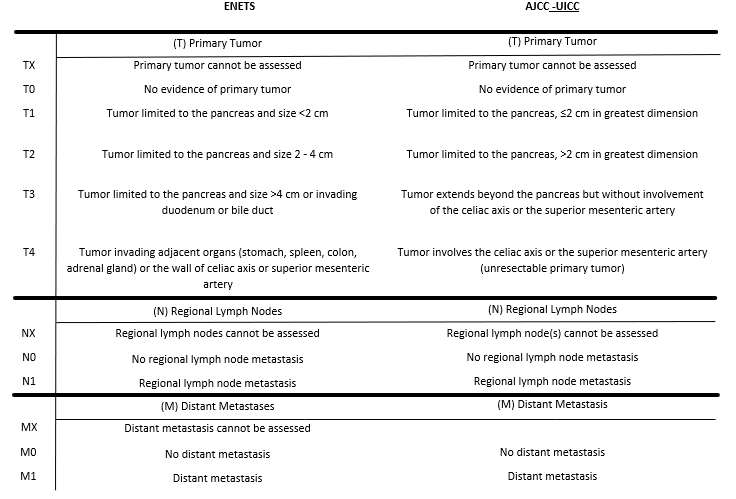 ENETS AJCC -UICC
(T) Primary Tumor (T) Primary Tumor
TX Primary tumor cannot be assessed Primary tumor cannot be assessed
T0 No evidence of primary tumor No evidence of primary tumor
T1 Tumor limited to the pancreas and size <2 cm Tumor limited to the pancreas, ≤2 cm in greatest dimension
T2 Tumor limited to the pancreas and size 2 - 4 cm Tumor limited to the pancreas, >2 cm in greatest dimension
T3 Tumor limited to the pancreas and size >4 cm or invading Tumor extends beyond the pancreas but without involvement
duodenum or bile duct of the celiac axis or the superior mesenteric artery
T4 Tumor invading adjacent organs (stomach, spleen, colon, Tumor involves the celiac axis or the superior mesenteric artery
adrenal gland) or the wall of celiac axis or superior mesenteric (unresectable primary tumor)
artery
(N) Regional Lymph Nodes (N) Regional Lymph Nodes
NX Regional lymph nodes cannot be assessed Regional lymph node(s) cannot be assessed
N0 No regional lymph node metastasis No regional lymph node metastasis
N1 Regional lymph node metastasis Regional lymph node metastasis
(M) Distant Metastases (M) Distant Metastasis
MX Distant metastasis cannot be assessed
M0 No distant metastasis No distant metastasis
M1 Distant metastasis Distant metastasis